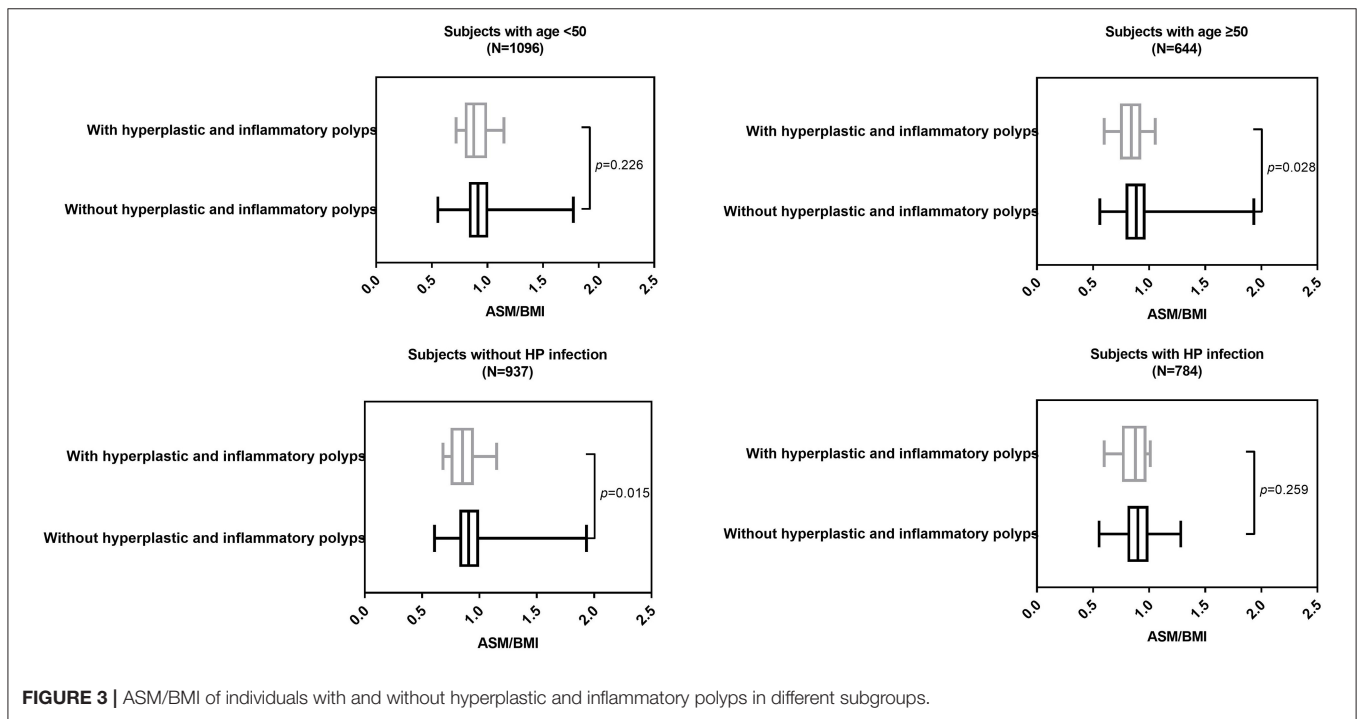 Subjects with age <50
(N=1096)
With hyperplastic and inflammatory polyps
Without hyperplastic and inflammatory polyps
p=0.226
0.0 0.5 1.0 1.5 2.0 2.5
ASM/BMI
Subjects with age ≥50
(N=644)
With hyperplastic and inflammatory polyps
Without hyperplastic and inflammatory polyps
p=0.028
0.0 0.5 1.0 1.5 2.0 2.5
ASM/BMI
Subjects without HP infection
(N=937)
With hyperplastic and inflammatory polyps
Without hyperplastic and inflammatory polyps
p=0.015
0.0 0.5 1.0 1.5 2.0 2.5
ASM/BMI
Subjects with HP infection
(N=784)
With hyperplastic and inflammatory polyps
Without hyperplastic and inflammatory polyps
p=0.259
0.0 0.5 1.0 1.5 2.0 2.5
ASM/BMI
FIGURE 3 | ASM/BMI of individuals with and without hyperplastic and inflammatory polyps in different subgroups.